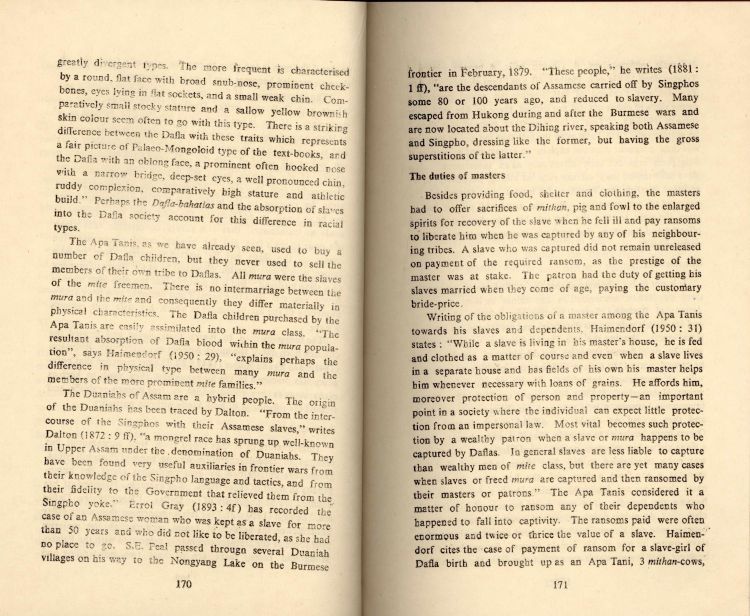 greatly divergent types. The more frequent is characterised
by a round, flat face with broad snub-nose, prominent cheek-
bones, eyes lying in flat sockets, and a small weak chin. Com-
paratively small stocky stature and a sallow yellow brownish
skin colour seem often to go with this type. There is a striking
difference between the Dafla with these traits which represents
a fair picture of Palaeo-Mongoloid type of the text-books, and
the Dafla with an oblong face, a prominent often hooked nose
with a narrow bridge, deep-set eyes, a well pronounced chin,
ruddy complexion, comparatively high stature and athletic
build." Perhaps the Dafla-bahatias and the absorption of slaves
into the Dafla society account for this difference in racial
types.
The Apa Tanis, as we have already seen, used to buy a
number of Dafla children, but they never used to sell the
members of their own tribe to Daflas. All mura were the slaves
of the mite freemen. There is no intermarriage between the
mura and the mite and consequently they differ materially in
physical characteristics. The Dafla children purchased by the
Apa Tanis are easily assimilated into the mura class. "The
resultant absorption of Dafla blood within the mura popula-
tion", says Haimendorf (1950 : 29), "explains perhaps the
difference in physical type between many mura and the
members of the more prominent mite families."
The Duaniahs of Assam are a hybrid people. The origin
of the Duaniahs has been traced by Dalton. "From the inter-
course of the Singphos with their Assamese slaves," writes
Dalton (1872 : 9 ff), "a mongrel race has sprung up well-known
in Upper Assam under the denomination of Duaniahs. They
have been found very useful auxiliaries in frontier wars from
their knowledge of the Singpho language and tactics, and from
their fidelity to the Government that relieved them from the
Singpho yoke." Errol Gray (1893 : 4f) has recorded the
case of an Assamese woman who was kept as a slave for more
than 50 years and who did not like to be liberated, as she had
no place to go. S.E. Peal passed through several Duaniah
villages on his way to the Nongyang Lake on the Burmese
170
frontier in February, 1879. "These people," he writes (1881 :
1 ff), "are the descendants of Assamese carried off by Singphos
some 80 or 100 years ago, and reduced to slavery. Many
escaped from Hukong during and after the Burmese wars and
are now located about the Dihing river, speaking both Assamese
and Singpho, dressing like the former, but having the gross
superstitions of the latter."
The duties of masters
Besides providing food, shelter and clothing, the masters
had to offer sacrifices of mithan, pig and fowl to the enlarged
spirits for recovery of the slave when he fell ill and pay ransoms
to liberate him when he was captured by any of his neighbour-
ing tribes. A slave who was captured did not remain unreleased
on payment of the required ransom, as the prestige of the
master was at stake. The patron had the duty of getting his
slaves married when they come of age, paying the customary
bride-price.
Writing of the obligations of a master among the Apa Tanis
towards his slaves and dependents, Haimendorf (1950 : 31)
states : "While a slave is living in his master's house, he is fed
and clothed as a matter of course and even when a slave lives
in a separate house and has fields of his own his master helps
him whenever necessary with loans of grains. He affords him,
moreover protection of person and property—an important
point in a society where the individual can expect little protec-
tion from an impersonal law. Most vital becomes such protec-
tion by a wealthy patron when a slave or mura happens to be
captured by Daflas. In general slaves are less liable to capture
than wealthy men of mite class, but there are yet many cases
when slaves or freed mura are captured and then ransomed by
their masters or patrons." The Apa Tanis considered it a
matter of honour to ransom any of their dependents who
happened to fall into captivity. The ransoms paid were often
enormous and twice or thrice the value of a slave. Haimen-
dorf cites the case of payment of ransom for a slave-girl of
Dafla birth and brought up as an Apa Tani, 3 mithan-cows,
171